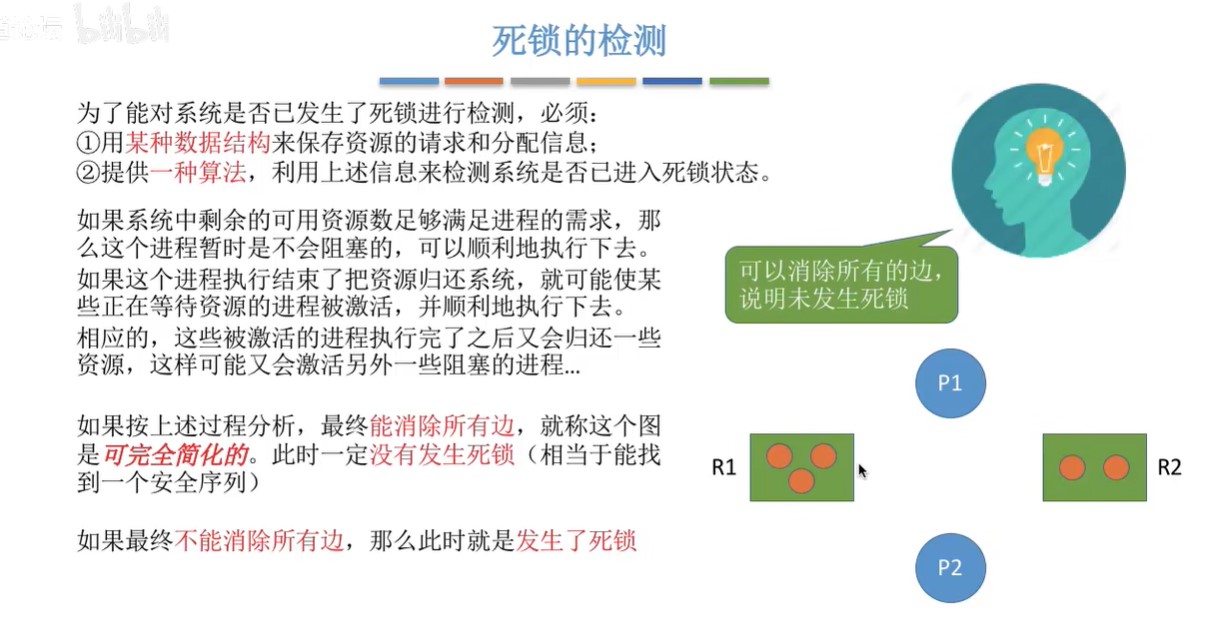 bilibili
死锁的检测
为了能对系统是否已发生了死锁进行检测，必须：
①用某种数据结构来保存资源的请求和分配信息；
②提供一种算法，利用上述信息来检测系统是否已进入死锁状态。
如果系统中剩余的可用资源数足够满足进程的需求，那
么这个进程暂时是不会阻塞的，可以顺利地执行下去。
如果这个进程执行结束了把资源归还系统，就可能使某
些正在等待资源的进程被激活，并顺利地执行下去。
相应的，这些被激活的进程执行完了之后又会归还一些
资源，这样可能又会激活另外一些阻塞的进程...
如果按上述过程分析，最终能消除所有边，就称这个图
是可完全简化的。此时一定没有发生死锁（相当于能找
到一个安全序列）
如果最终不能消除所有边，那么此时就是发生了死锁
可以消除所有的边，
说明未发生死锁
P1
R1
R2
P2